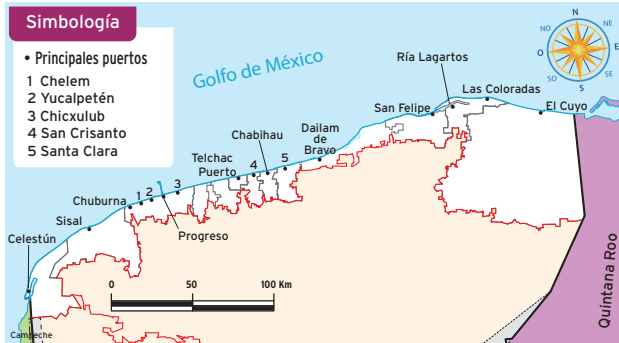 Simbología
• Principales puertos
1 Chelem
2 Yucalpetén
3 Chicxulub
4 San Crisanto
5 Santa Clara
Golfo de México
N
NO
NE
O
E
SO
SE
S
Ría Lagartos
Las Coloradas
San Felipe
El Cuyo
Chabihau
Dailam
de
Bravo
Telchac
Puerto
4
5
Chuburna
1
2
3
Sisal
Progreso
Celestún
0
50
100 Km
Quintana Roo
Campeche